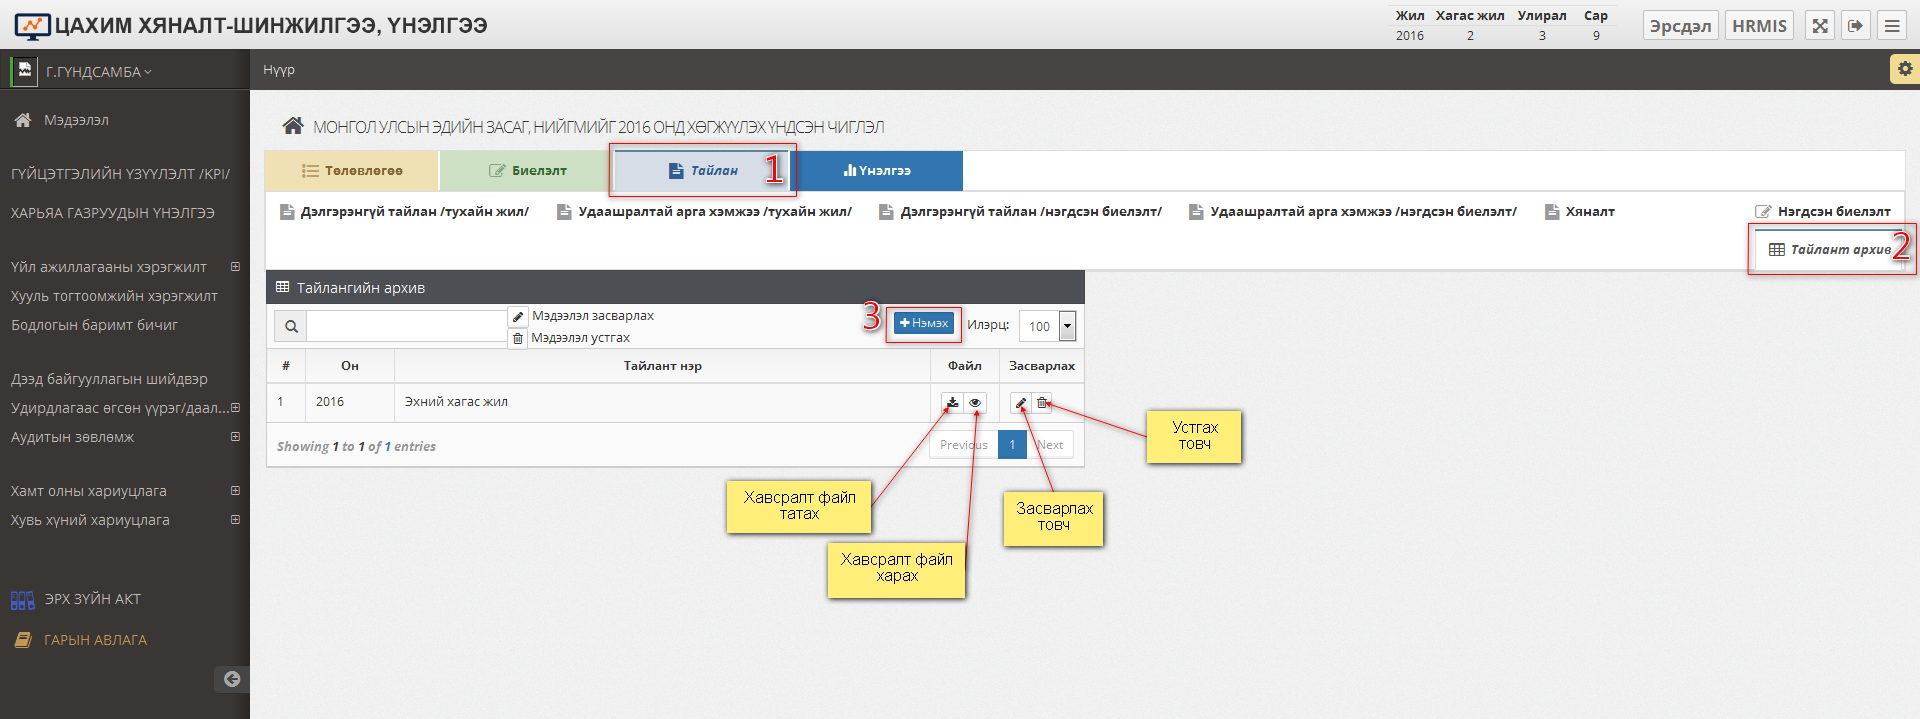 ЦАХИМ ХЯНАЛТ-ШИНЖИЛГЭЭ, ҮНЭЛГЭЭ
Жил Хагас жил Улирал Сар
2016 2 3 9
Эрсдэл HRMIS
Г.ГҮНДСАМБА
Нүүр
Мэдээлэл
ГҮЙЦЭТГЭЛИЙН ҮЗҮҮЛЭЛТ /KPI/
ХАРЬЯА ГАЗРУУДЫН ҮНЭЛГЭЭ
Үйл ажиллагааны хэрэгжилт
Хууль тогтоомжийн хэрэгжилт
Бодлогын баримт бичиг
Дээд байгууллагын шийдвэр
Удирдлагаас өгсөн үүрэг/даал...
Аудитын зөвлөмж
Хамт олны хариуцлага
Хувь хүний хариуцлага
ЭРХ ЗҮЙН АКТ
ГАРЫН АВЛАГА
МОНГОЛ УЛСЫН ЭДИЙН ЗАСАГ, НИЙГМИЙГ 2016 ОНД ХӨГЖҮҮЛЭХ ҮНДСЭН ЧИГЛЭЛ
Төлөвлөгөө Биелэлт Тайлан 1 Үнэлгээ
Дэлгэрэнгүй тайлан /тухайн жил/ Удаашралтай арга хэмжээ /тухайн жил/ Дэлгэрэнгүй тайлан /нэгдсэн биелэлт/ Удаашралтай арга хэмжээ /нэгдсэн биелэлт/ Хяналт Нэгдсэн биелэлт
Тайлант архив 2
Тайлангийн архив
Мэдээлэл засварлах
Мэдээлэл устгах
3 Нэмэх Илэрц: 100
# Он Тайлант нэр Файл Засварлах
1 2016 Эхний хагас жил
Showing 1 to 1 of 1 entries
Previous 1 Next
Устгах
товч
Хавсралт файл
татах
Засварлах
товч
Хавсралт файл
харах